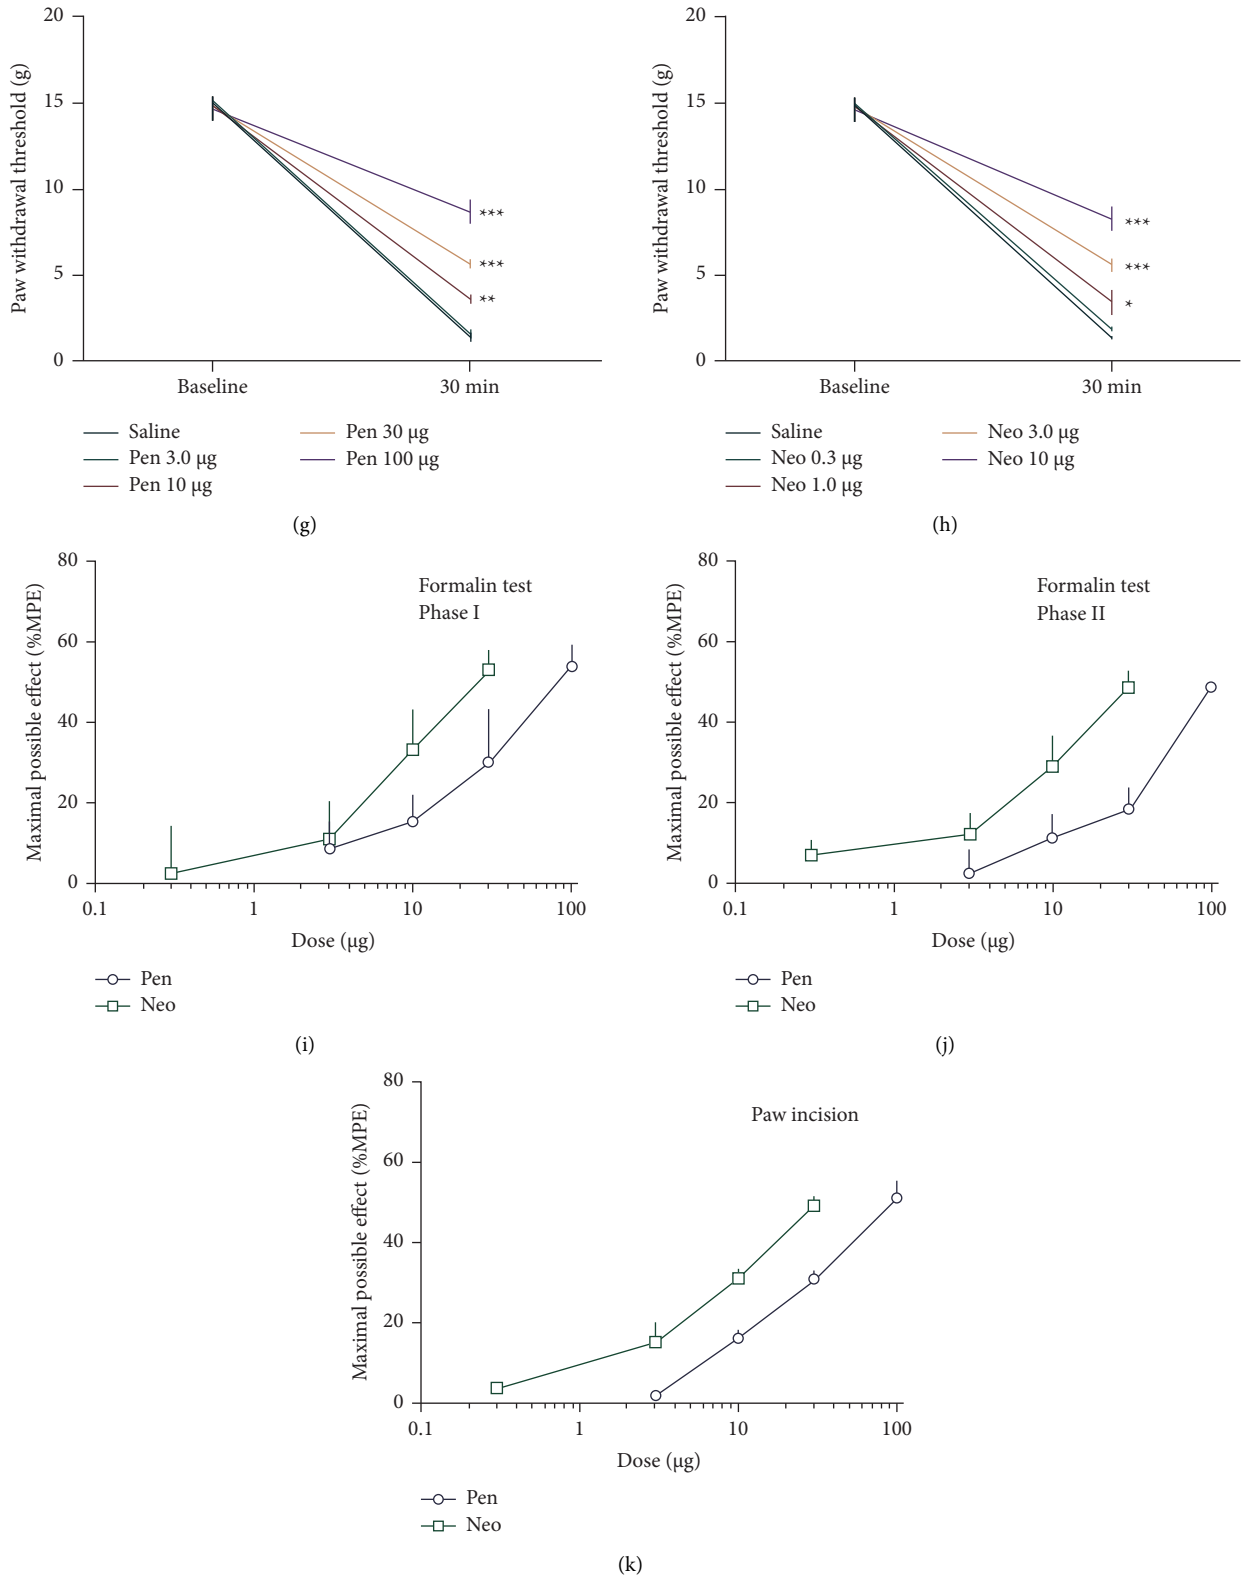 20
15
10
5
0
Paw withdrawal threshold (g)
***
***
**
Baseline
30 min
Saline
Pen 3.0 μg
Pen 10 μg
Pen 30 μg
Pen 100 μg
(g)
20
15
10
5
0
Paw withdrawal threshold (g)
***
***
*
Baseline
30 min
Saline
Neo 0.3 μg
Neo 1.0 μg
Neo 3.0 μg
Neo 10 μg
(h)
80
60
40
20
0
Maximal possible effect (%MPE)
Formalin test
Phase I
0.1
1
10
100
Dose (μg)
Pen
Neo
(i)
80
60
40
20
0
Maximal possible effect (%MPE)
Formalin test
Phase II
0.1
1
10
100
Dose (μg)
Pen
Neo
(j)
80
60
40
20
0
Maximal possible effect (%MPE)
Paw incision
0.1
1
10
100
Dose (μg)
Pen
Neo
(k)